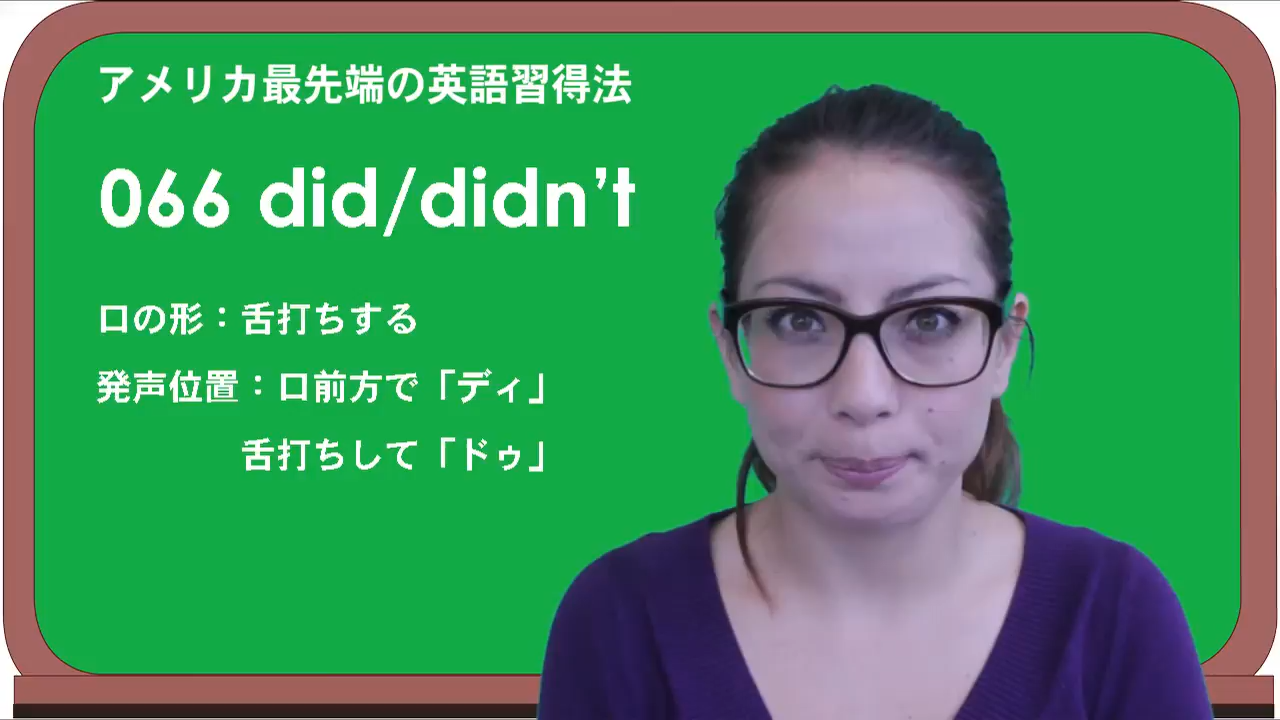 アメリカ最先端の英語習得法
066 did/didn’t
口の形：舌打ちする
発声位置：口前方で「ディ」
舌打ちして「ドゥ」